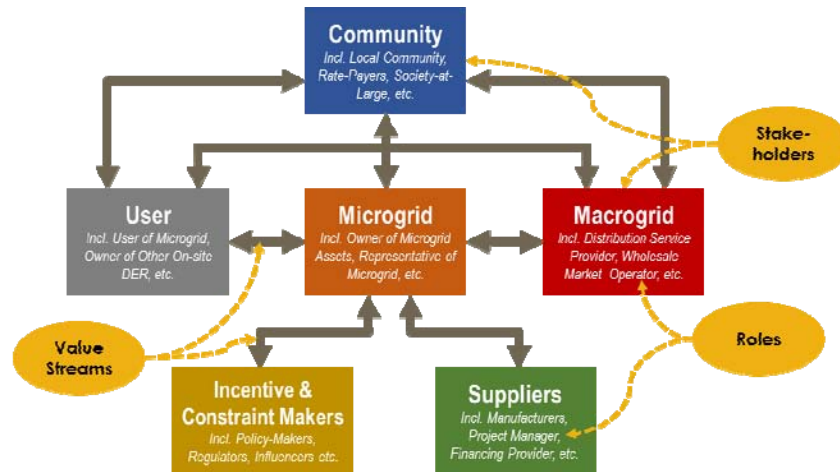 Community
Incl. Local Community,
Rate-Payers, Society-at-
Large, etc.
Stake-
holders
User
Incl. User of Microgrid,
Owner of Other On-site
DER, etc.
Microgrid
Incl. Owner of Microgrid
Assets, Representative of
Microgrid, etc.
Macrogrid
Incl. Distribution Service
Provider, Wholesale
Market Operator, etc.
Value
Streams
Roles
Incentive &
Constraint Makers
Incl. Policy-Makers,
Regulators, Influencers etc.
Suppliers
Incl. Manufacturers,
Project Manager,
Financing Provider, etc.